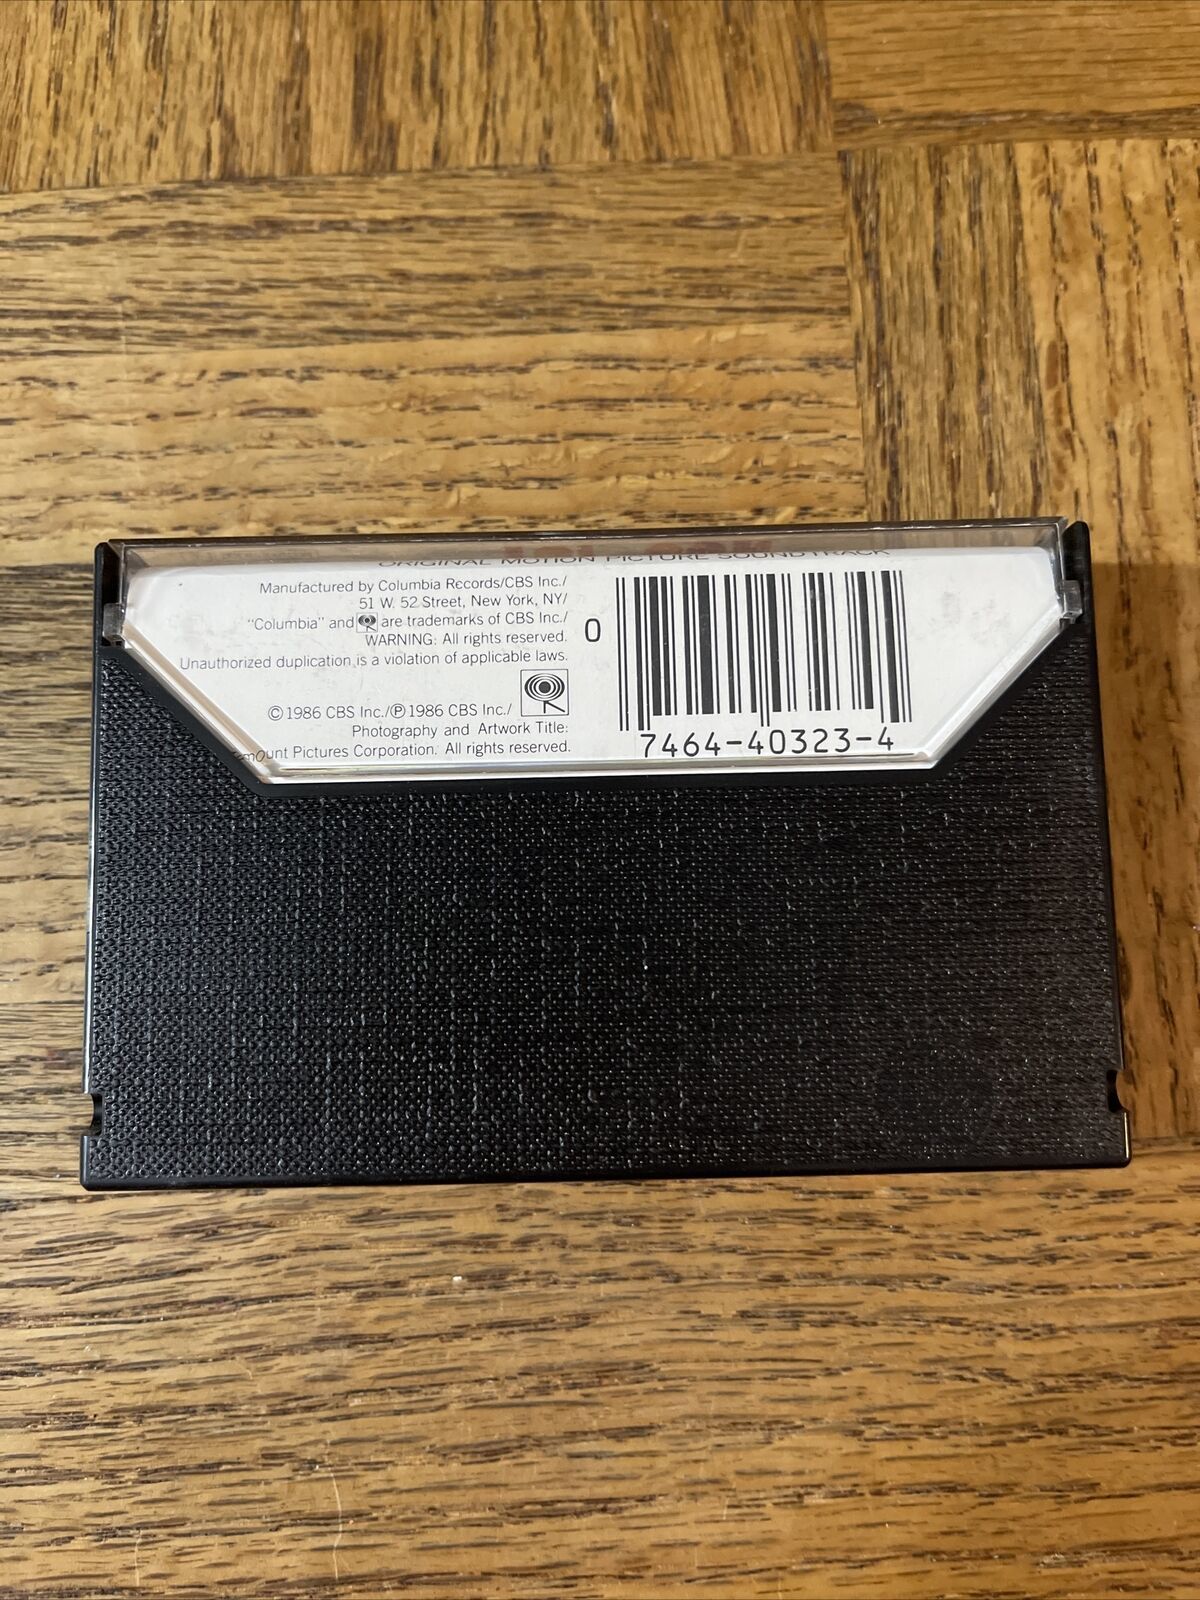 ORIGINAL MOTION PICTURE SOUNDTRACK
Manufactured by Columbia Records/CBS Inc./
51 W. 52 Street, New York, NY/
"Columbia" and are trademarks of CBS Inc./
WARNING: All rights reserved.
Unauthorized duplication is a violation of applicable laws.
© 1986 CBS Inc./Ⓟ 1986 CBS Inc./
Photography and Artwork Title:
mount Pictures Corporation. All rights reserved.
0
7464-40323-4